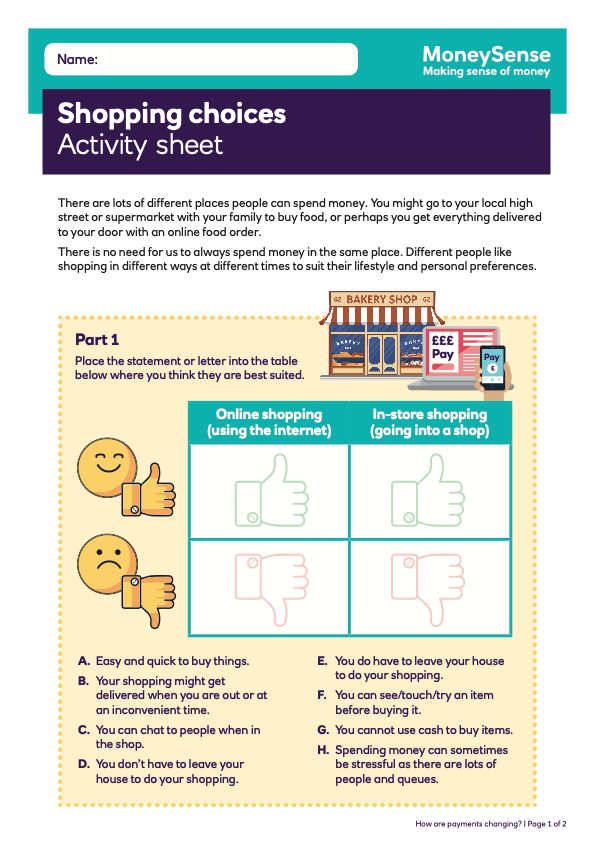 Name:
MoneySense
Making sense of money
Shopping choices
Activity sheet
There are lots of different places people can spend money. You might go to your local high
street or supermarket with your family to buy food, or perhaps you get everything delivered
to your door with an online food order.
There is no need for us to always spend money in the same place. Different people like
shopping in different ways at different times to suit their lifestyle and personal preferences.
GZ BAKERY SHOP GZ
BAKERY
BAKERY
£££
Pay
Pay
£
Part 1
Place the statement or letter into the table
below where you think they are best suited.
Online shopping
(using the internet)
In-store shopping
(going into a shop)
A. Easy and quick to buy things.
B. Your shopping might get
delivered when you are out or at
an inconvenient time.
C. You can chat to people when in
the shop.
D. You don't have to leave your
house to do your shopping.
E. You do have to leave your house
to do your shopping.
F. You can see/touch/try an item
before buying it.
G. You cannot use cash to buy items.
H. Spending money can sometimes
be stressful as there are lots of
people and queues.
How are payments changing? | Page 1 of 2